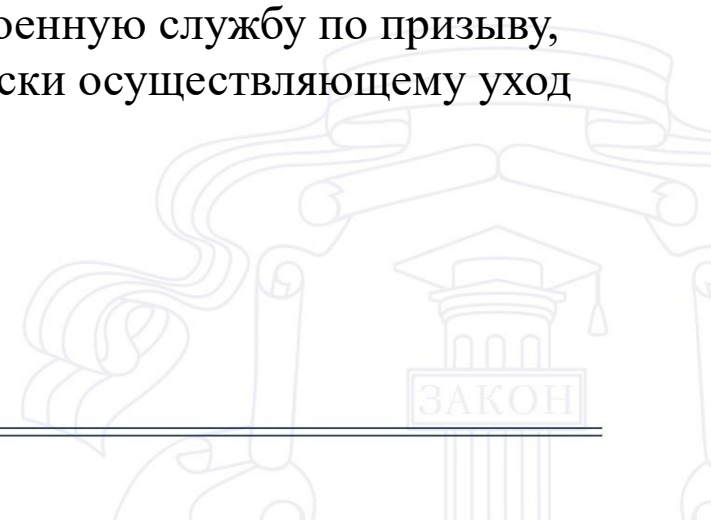 оенную службу по призыву,
ски осуществляющему уход
ЗАКОН